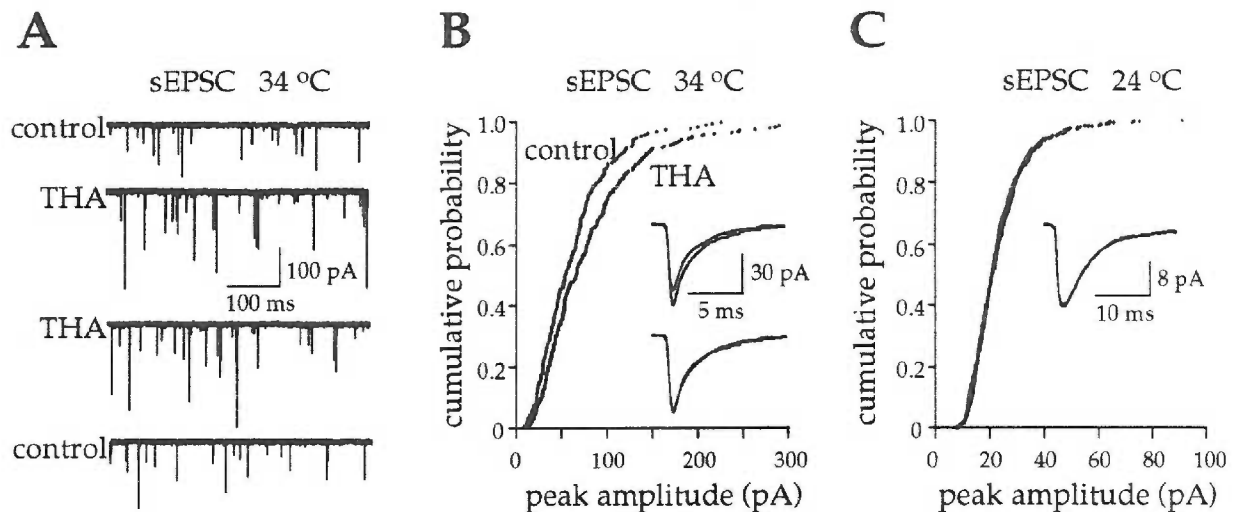 A
sEPSC 34 °C
control
THA
100 pA
100 ms
THA
control
B
sEPSC 34 °C
cumulative probability
1.0
0.8
0.6
0.4
0.2
0
control
THA
30 pA
5 ms
0
100
200
300
peak amplitude (pA)
C
sEPSC 24 °C
cumulative probability
1.0
0.8
0.6
0.4
0.2
0
8 pA
10 ms
0
20
40
60
80
100
peak amplitude (pA)